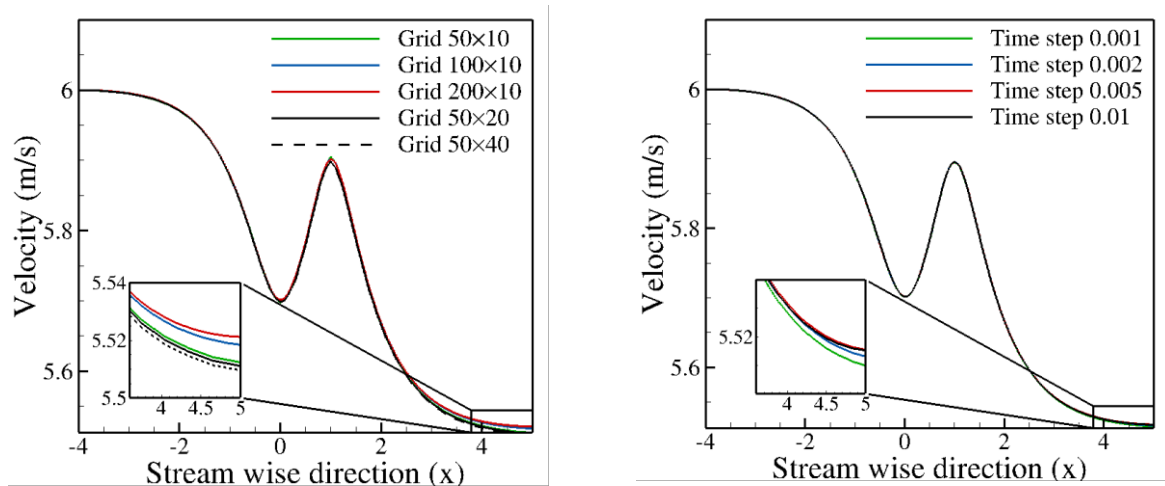 Grid 50×10
Grid 100×10
Grid 200×10
Grid 50×20
Grid 50×40
6
5.8
5.6
Velocity (m/s)
5.54
5.52
5.5
4
4.5
5
-4
-2
0
2
4
Stream wise direction (x)
Time step 0.001
Time step 0.002
Time step 0.005
Time step 0.01
6
5.8
5.6
Velocity (m/s)
5.52
4
4.5
5
-4
-2
0
2
4
Stream wise direction (x)